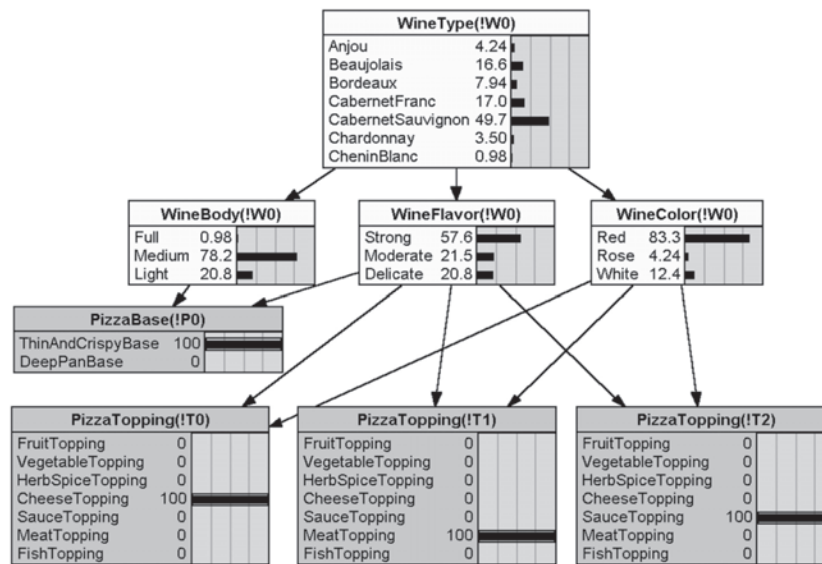 WineType(!W0)
Anjou 4.24
Beaujolais 16.6
Bordeaux 7.94
CabernetFranc 17.0
CabernetSauvignon 49.7
Chardonnay 3.50
CheninBlanc 0.98
WineBody(!W0)
Full 0.98
Medium 78.2
Light 20.8
WineFlavor(!W0)
Strong 57.6
Moderate 21.5
Delicate 20.8
WineColor(!W0)
Red 83.3
Rose 4.24
White 12.4
PizzaBase(!P0)
ThinAndCrispyBase 100
DeepPanBase 0
PizzaTopping(!T0)
FruitTopping 0
VegetableTopping 0
HerbSpiceTopping 0
CheeseTopping 100
SauceTopping 0
MeatTopping 0
FishTopping 0
PizzaTopping(!T1)
FruitTopping 0
VegetableTopping 0
HerbSpiceTopping 0
CheeseTopping 0
SauceTopping 0
MeatTopping 100
FishTopping 0
PizzaTopping(!T2)
FruitTopping 0
VegetableTopping 0
HerbSpiceTopping 0
CheeseTopping 0
SauceTopping 100
MeatTopping 0
FishTopping 0